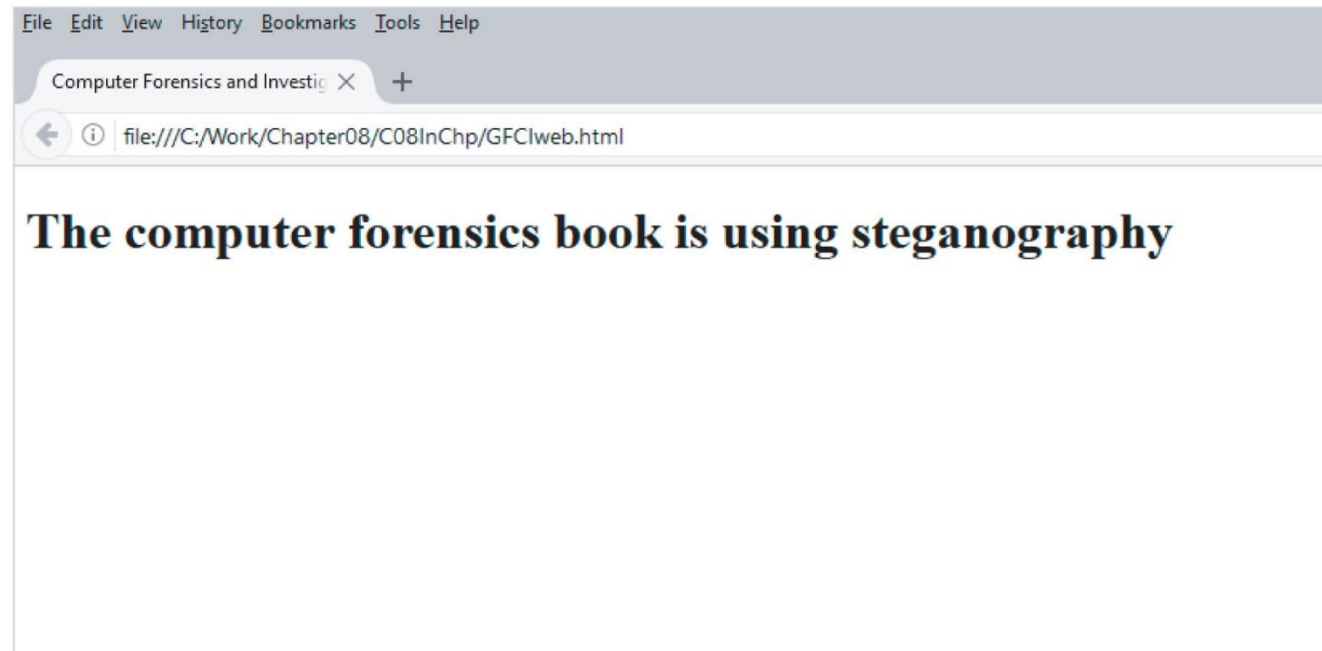 File Edit View History Bookmarks Tools Help
Computer Forensics and Investig
file:///C:/Work/Chapter08/C08InChp/GFCIweb.html
The computer forensics book is using steganography